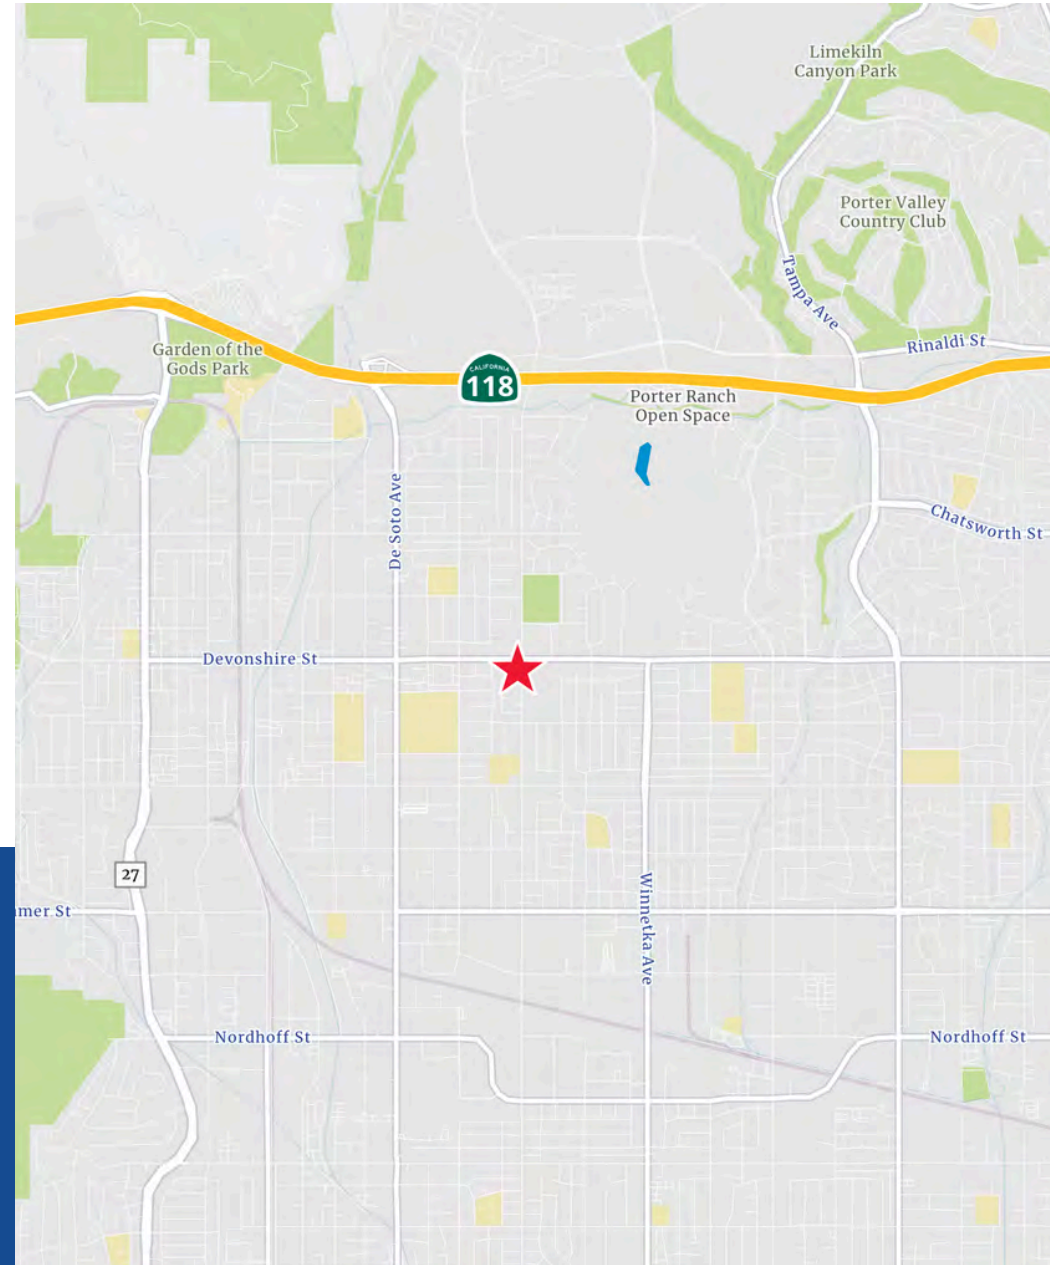 Limekiln
Canyon Park
Porter Valley
Country Club
Tampa Ave
Rinaldi St
Garden of the
Gods Park
CALIFORNIA
118
Porter Ranch
Open Space
De Soto Ave
Chatsworth St
Devonshire St
27
mer St
Winnetka Ave
Nordhoff St
Nordhoff St